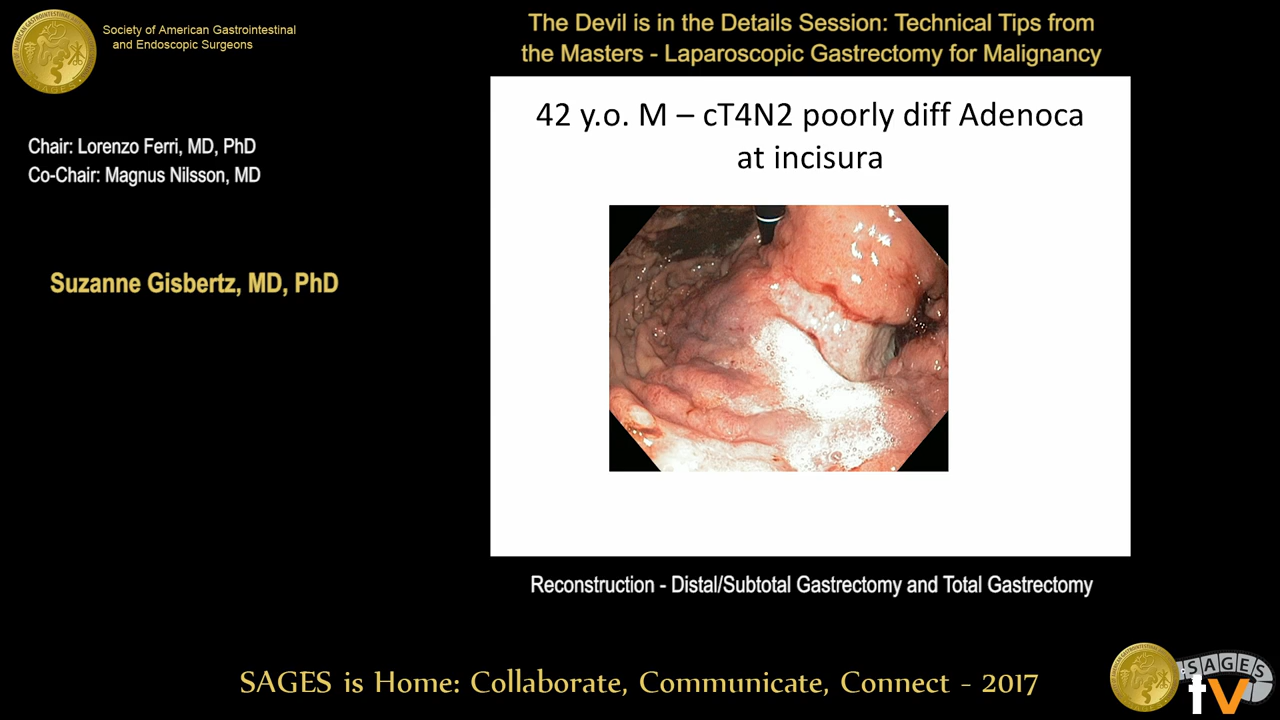 Society of American Gastrointestinal
and Endoscopic Surgeons
The Devil is in the Details Session: Technical Tips from
the Masters - Laparoscopic Gastrectomy for Malignancy
Chair: Lorenzo Ferri, MD, PhD
Co-Chair: Magnus Nilsson, MD
Suzanne Gisbertz, MD, PhD
42 y.o. M – cT4N2 poorly diff Adenoca
at incisura
Reconstruction - Distal/Subtotal Gastrectomy and Total Gastrectomy
SAGES is Home: Collaborate, Communicate, Connect - 2017
SAGES
tv